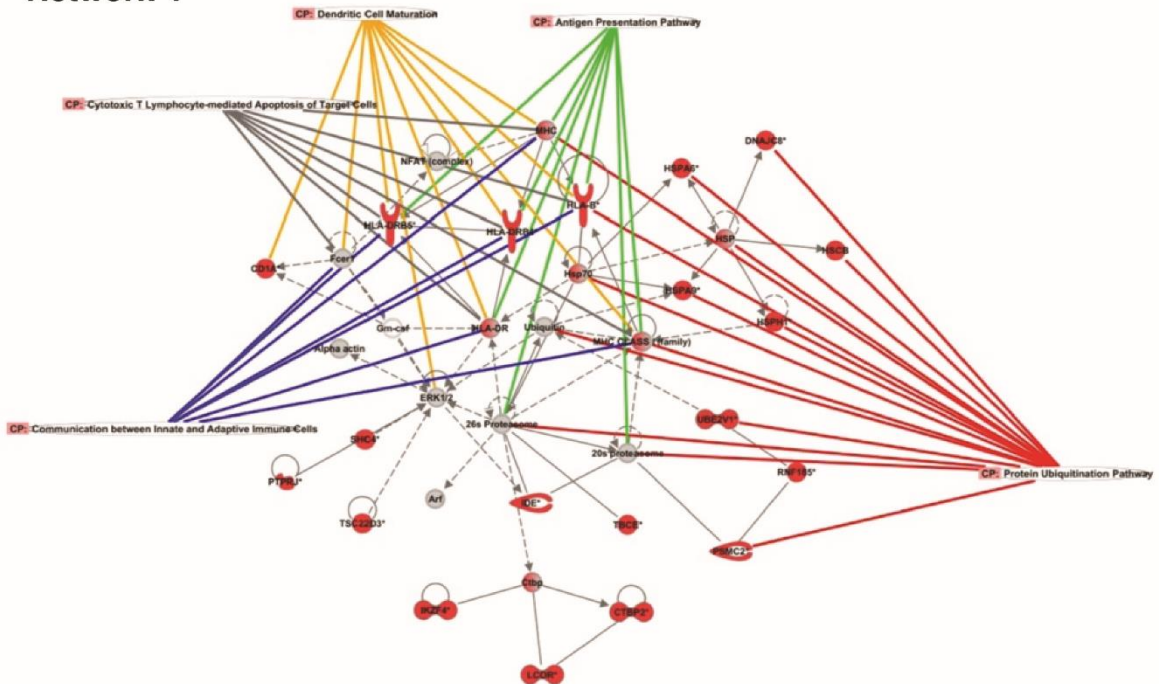 CP: Dendritic Cell Maturation
CP: Antigen Presentation Pathway
CP: Cytotoxic T Lymphocyte-mediated Apoptosis of Target Cells
MHC
DNAJC8*
NFAT (complex)
HSPA6*
HLA-B*
HLA-DRB5*
HLA-DRB4
HSP
HSCB
Fcer1
CD1A*
Hsp70
HSPA9*
HSPH1*
Gm-csf
HLA-DR
Ubiquitin
MHC CLASS I (family)
Alpha actin
ERK1/2
26s Proteasome
UBE2V1*
CP: Communication between Innate and Adaptive Immune Cells
SHC4*
20s proteasome
RNF185*
CP: Protein Ubiquitination Pathway
PTPRJ*
Arf
IDE*
TSC22D3*
TBCE*
PSMC2*
Ctbp
IKZF4*
CTBP2*
LCOR*